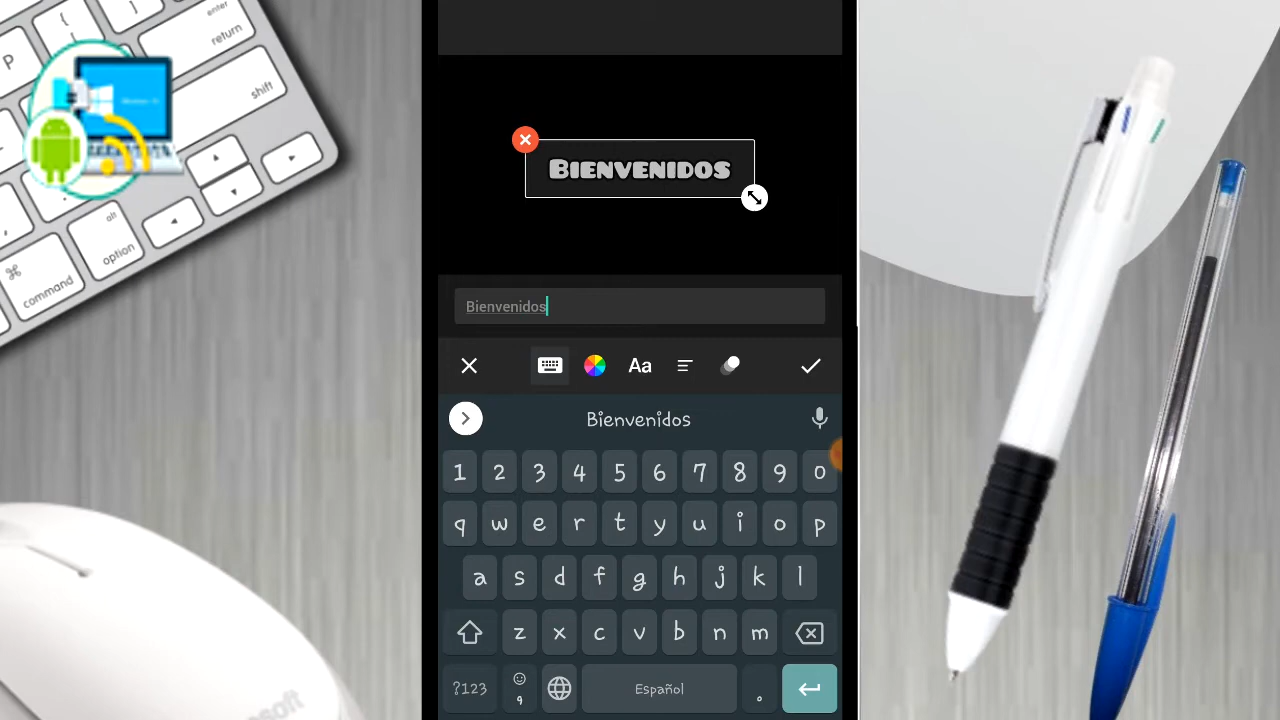 enter
return
P
shift
alt
option
command
BIENVENIDOS
Bienvenidos
Aa
Bienvenidos
1 2 3 4 5 6 7 8 9 0
q w e r t y u i o p
a s d f g h j k l
z x c v b n m
?123
,
Español
.